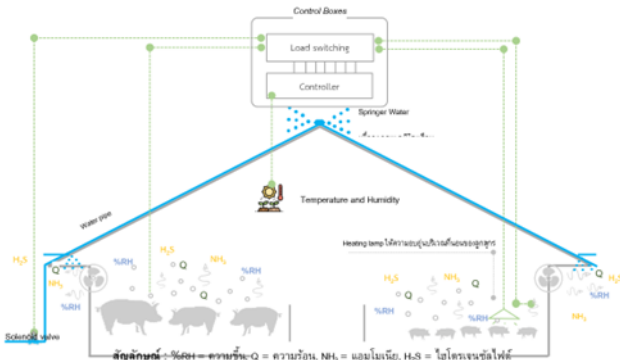 Control Boxes
Load switching
Controller
Springer Water
Temperature and Humidity
Water pipe
Heating lamp ให้ความอบอุ่นบริเวณที่นอนของลูกสุกร
H₂S
Q
NH₃
%RH
%RH
H₂S
Q
NH₃
%RH
Q
H₂S
NH₃
Q
%RH
Q
%RH
Q
H₂S
%RH
NH₃
Solenoid valve
สัญลักษณ์ : %RH = ความชื้น, Q = ความร้อน, NH₃ = แอมโมเนีย, H₂S = ไฮโดรเจนซัลไฟด์